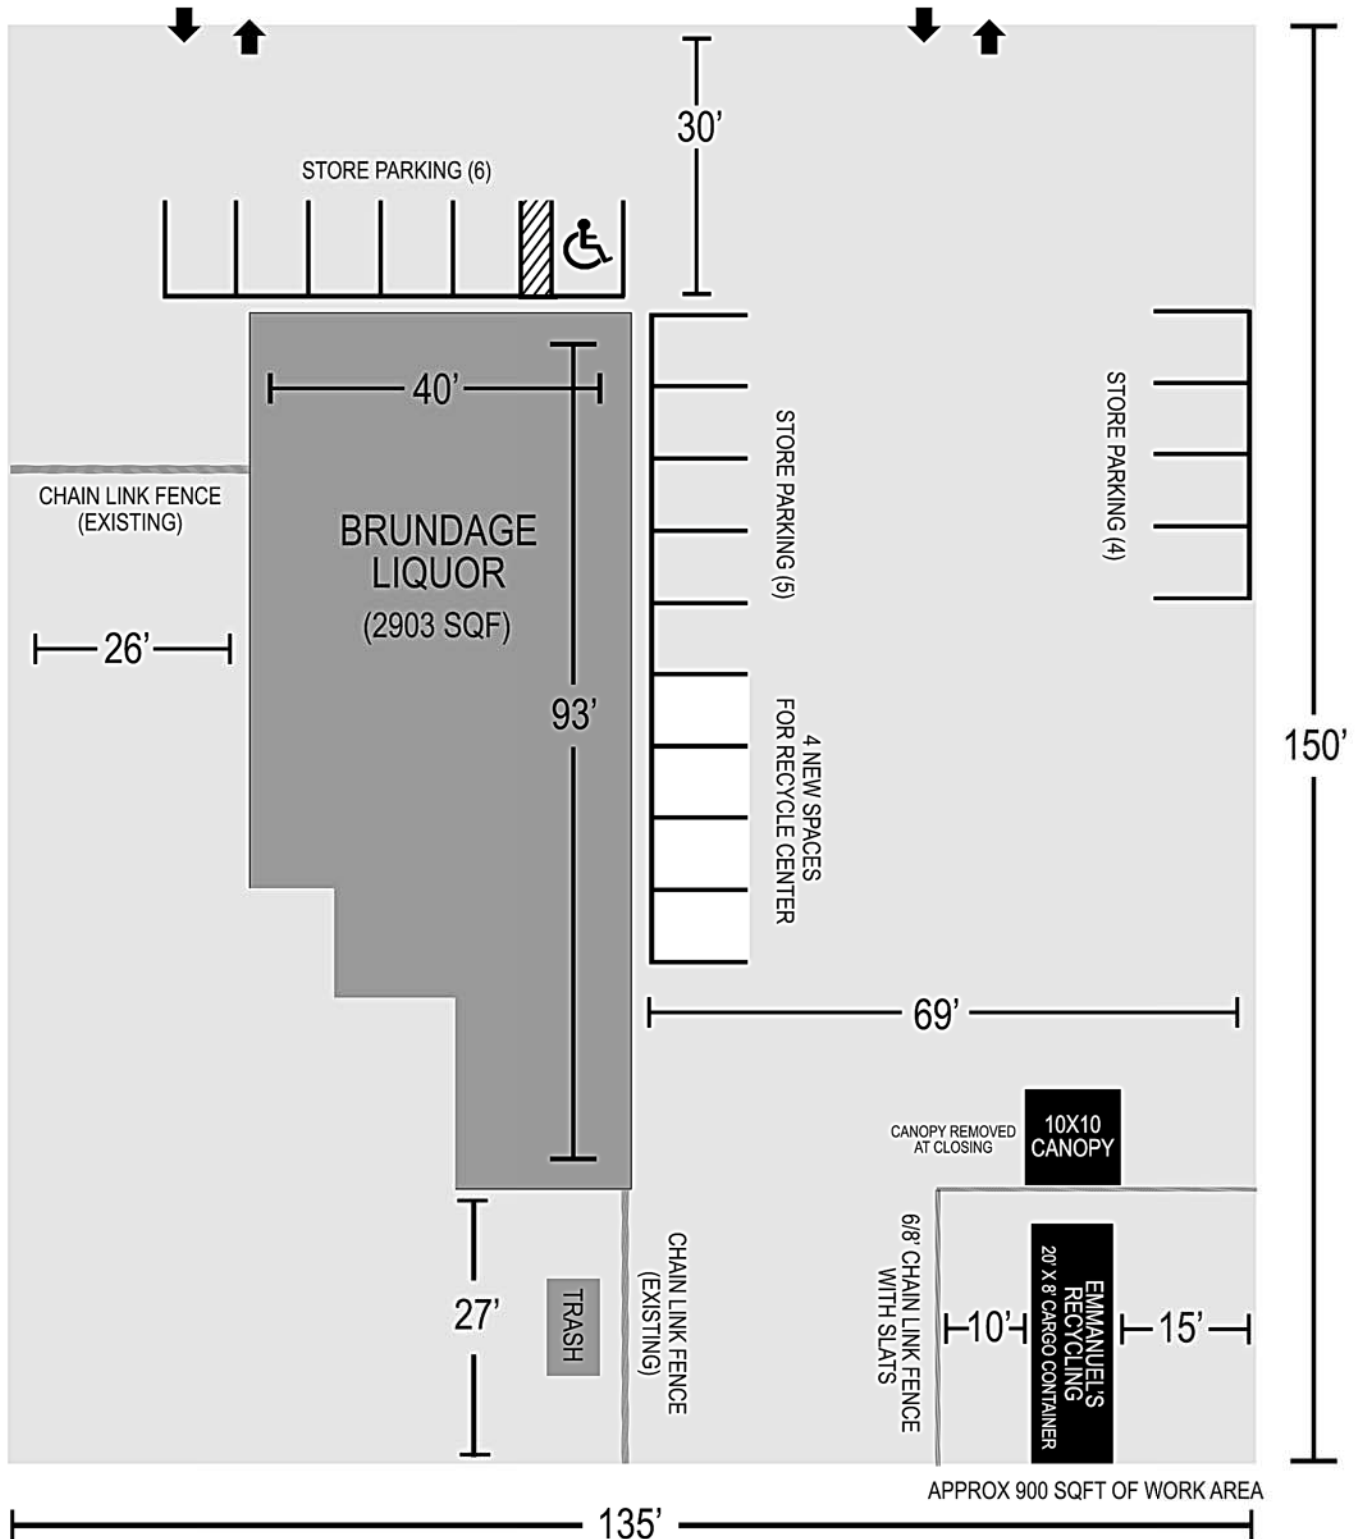 30’
STORE PARKING (6)
40’
CHAIN LINK FENCE
(EXISTING)
BRUNDAGE
LIQUOR
(2903 SQF)
26’
93’
STORE PARKING (5)
STORE PARKING (4)
4 NEW SPACES
FOR RECYCLE CENTER
150’
69’
CANOPY REMOVED
AT CLOSING
10X10
CANOPY
27’
TRASH
CHAIN LINK FENCE
(EXISTING)
6/8’ CHAIN LINK FENCE
WITH SLATS
10’
EMMANUEL’S
RECYCLING
20’ X 8’ CARGO CONTAINER
15’
APPROX 900 SQFT OF WORK AREA
135’